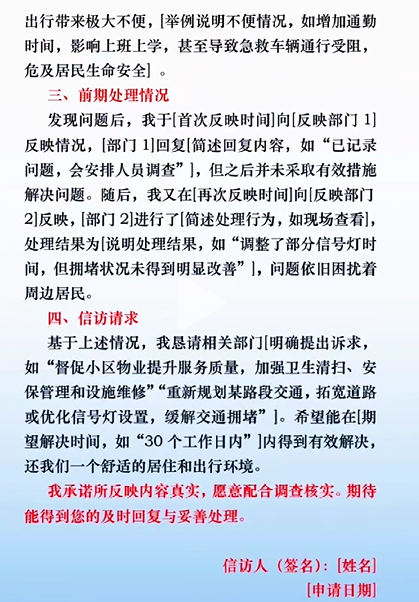 出行带来极大不便，[举例说明不便情况，如增加通勤
时间，影响上班上学，甚至导致急救车辆通行受阻，
危及居民生命安全] 。
三、前期处理情况
发现问题后，我于[首次反映时间]向[反映部门 1]
反映情况，[部门 1]回复[简述回复内容，如“已记录
问题，会安排人员调查”]，但之后并未采取有效措施
解决问题。随后，我又在[再次反映时间]向[反映部门
2]反映，[部门 2]进行了[简述处理行为，如现场查看]，
处理结果为[说明处理结果，如“调整了部分信号灯时
间，但拥堵状况未得到明显改善”]，问题依旧困扰着
周边居民。
四、信访请求
基于上述情况，我恳请相关部门[明确提出诉求，
如“督促小区物业提升服务质量，加强卫生清扫、安
保管理和设施维修”“重新规划某路段交通，拓宽道路
或优化信号灯设置，缓解交通拥堵”]。希望能在[期
望解决时间，如“30 个工作日内”]内得到有效解决，
还我们一个舒适的居住和出行环境。
我承诺所反映内容真实，愿意配合调查核实。期待
能得到您的及时回复与妥善处理。
信访人（签名）：[姓名]
[申请日期]